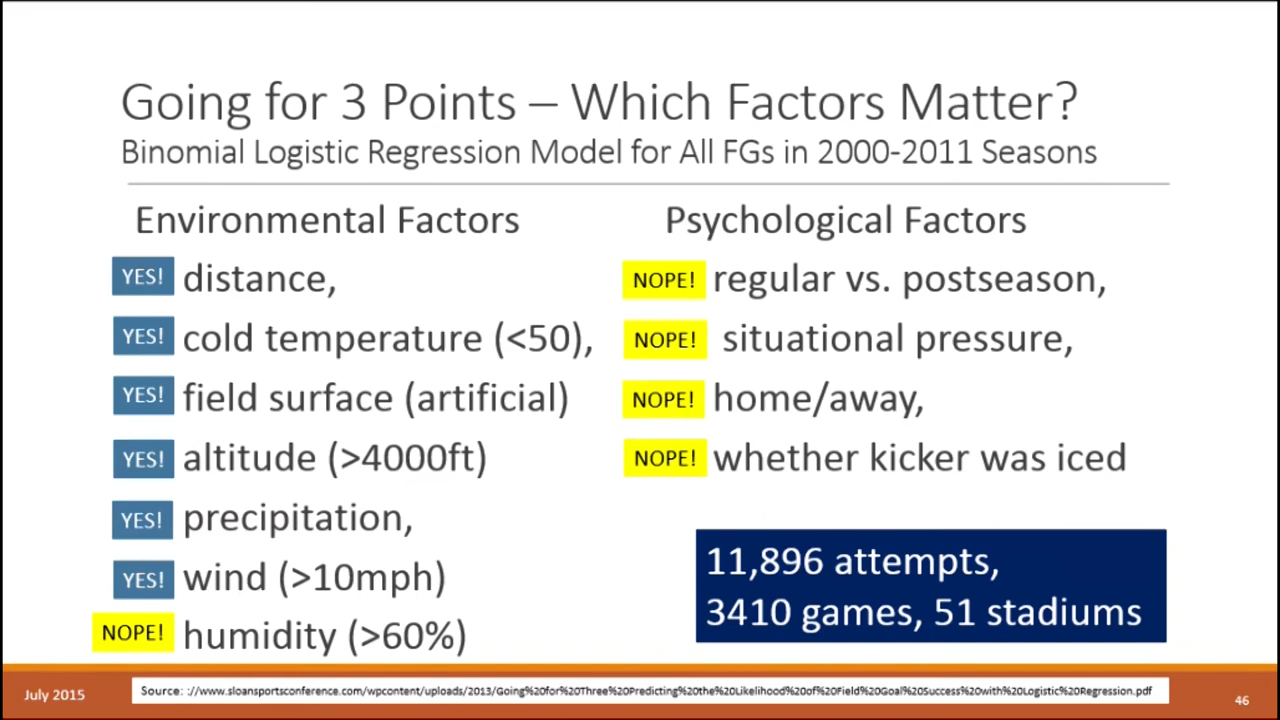 Going for 3 Points – Which Factors Matter?
Binomial Logistic Regression Model for All FGs in 2000-2011 Seasons
Environmental Factors
YES! distance,
YES! cold temperature (<50),
YES! field surface (artificial)
YES! altitude (>4000ft)
YES! precipitation,
YES! wind (>10mph)
NOPE! humidity (>60%)
Psychological Factors
NOPE! regular vs. postseason,
NOPE! situational pressure,
NOPE! home/away,
NOPE! whether kicker was iced
11,896 attempts,
3410 games, 51 stadiums
July 2015
Source: ://www.sloansportsconference.com/wpcontent/uploads/2013/Going%20for%20Three%20Predicting%20the%20Likelihood%20of%20Field%20Goal%20Success%20with%20Logistic%20Regression.pdf
46